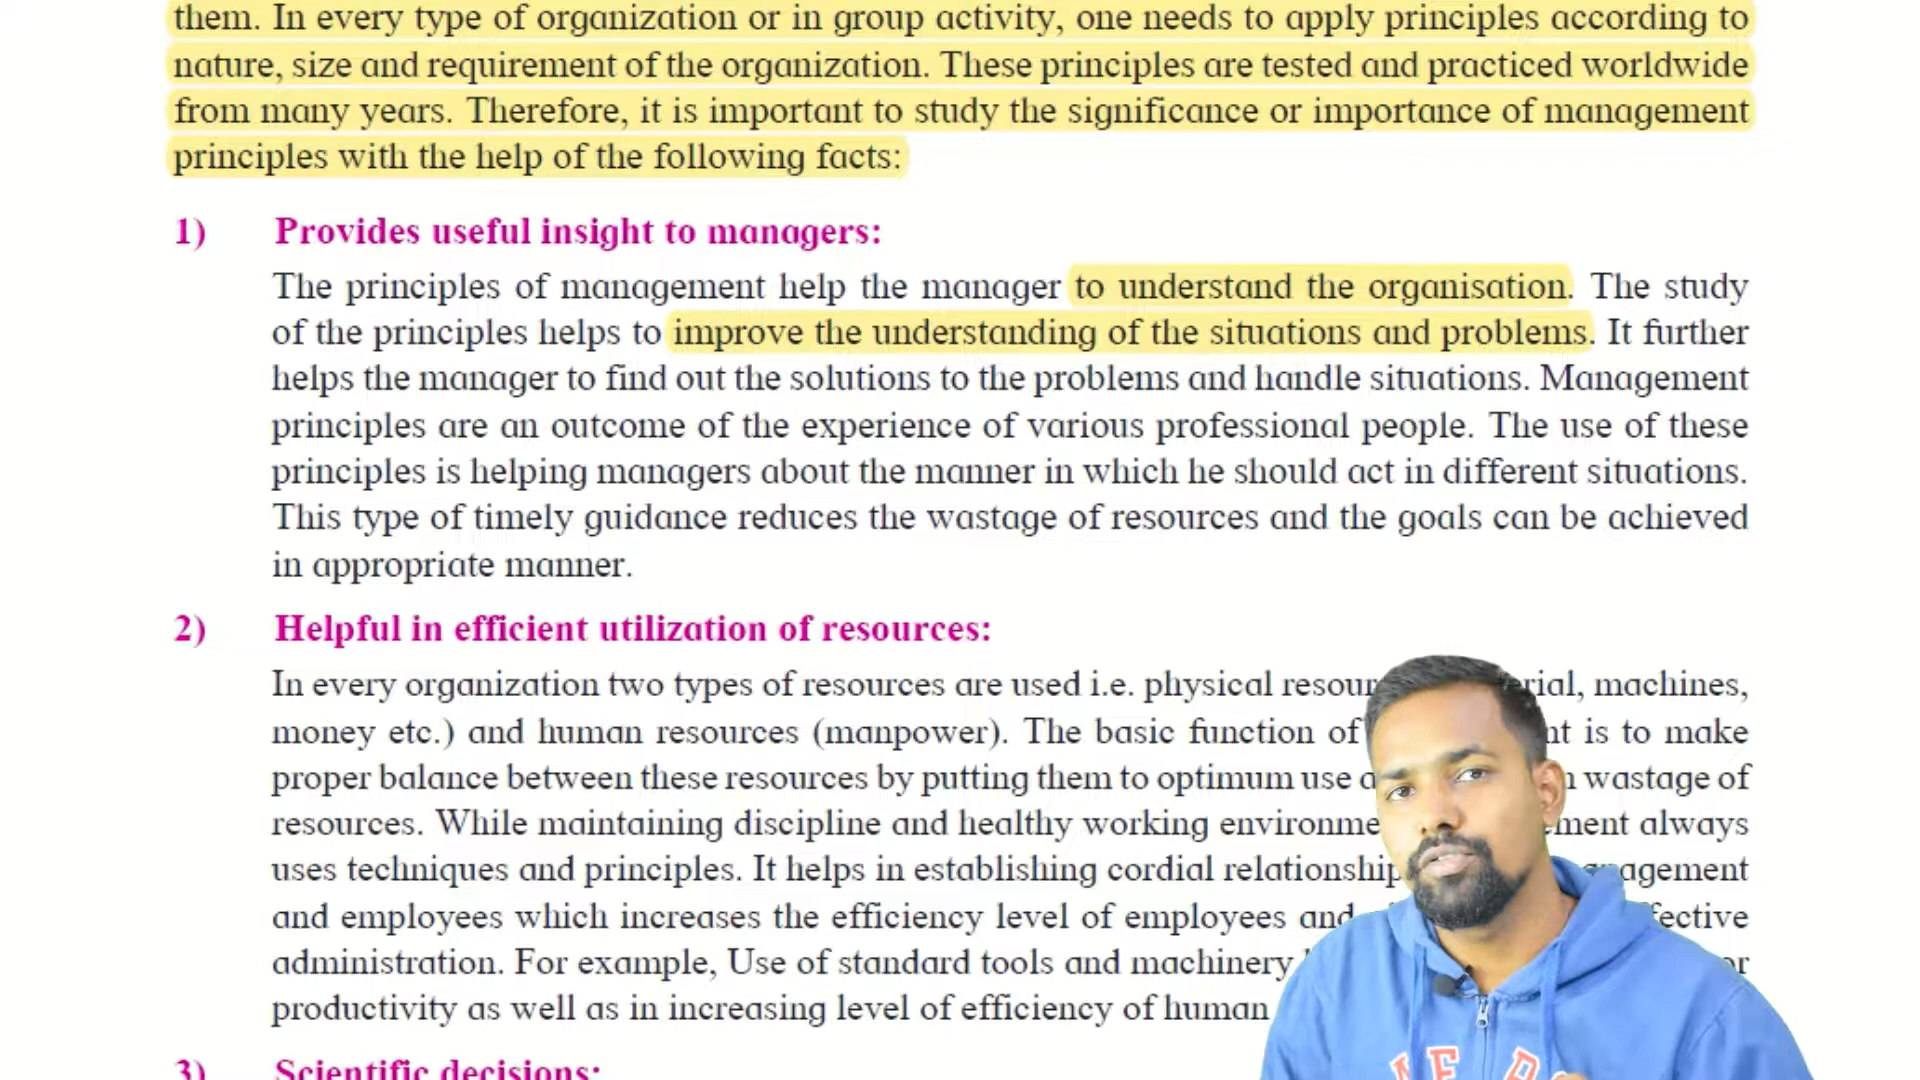 them. In every type of organization or in group activity, one needs to apply principles according to
nature, size and requirement of the organization. These principles are tested and practiced worldwide
from many years. Therefore, it is important to study the significance or importance of management
principles with the help of the following facts:
1) Provides useful insight to managers:
The principles of management help the manager to understand the organisation. The study
of the principles helps to improve the understanding of the situations and problems. It further
helps the manager to find out the solutions to the problems and handle situations. Management
principles are an outcome of the experience of various professional people. The use of these
principles is helping managers about the manner in which he should act in different situations.
This type of timely guidance reduces the wastage of resources and the goals can be achieved
in appropriate manner.
2) Helpful in efficient utilization of resources:
In every organization two types of resources are used i.e. physical machines,
money etc.) and human resources (manpower). The basic function of is to make
proper balance between these resources by putting them to optimum use wastage of
resources. While maintaining discipline and healthy working always
uses techniques and principles. It helps in establishing cordial
and employees which increases the efficiency level of employees and
administration. For example, Use of standard tools and machinery
productivity as well as in increasing level of efficiency of human
3) Scientific decisions: